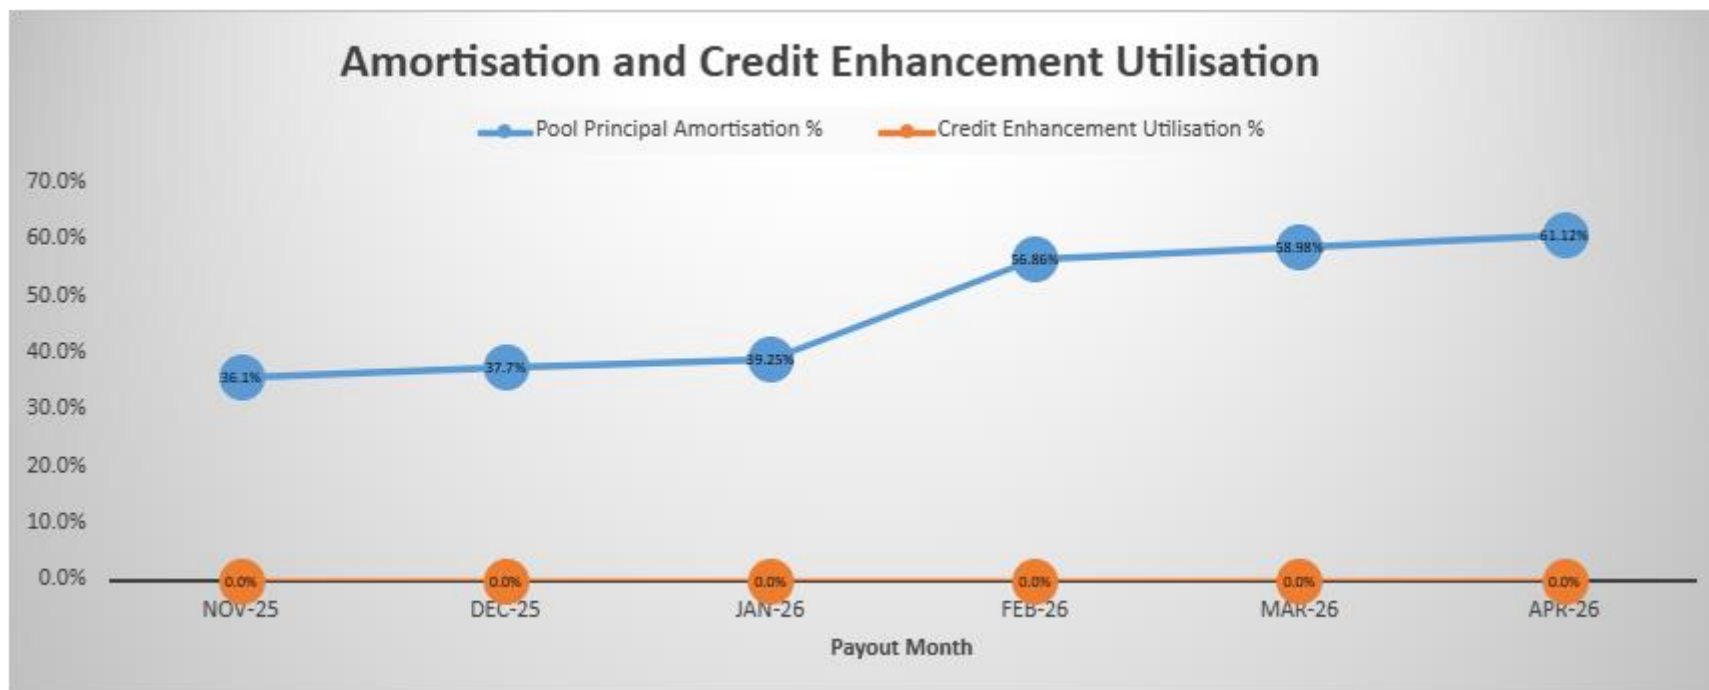 Amortisation and Credit Enhancement Utilisation
Pool Principal Amortisation % Credit Enhancement Utilisation %
70.0%
60.0%
50.0%
40.0%
30.0%
20.0%
10.0%
0.0%
36.1% 37.7% 39.25% 56.86% 58.98% 61.12%
0.0% 0.0% 0.0% 0.0% 0.0% 0.0%
NOV-25 DEC-25 JAN-26 FEB-26 MAR-26 APR-26
Payout Month